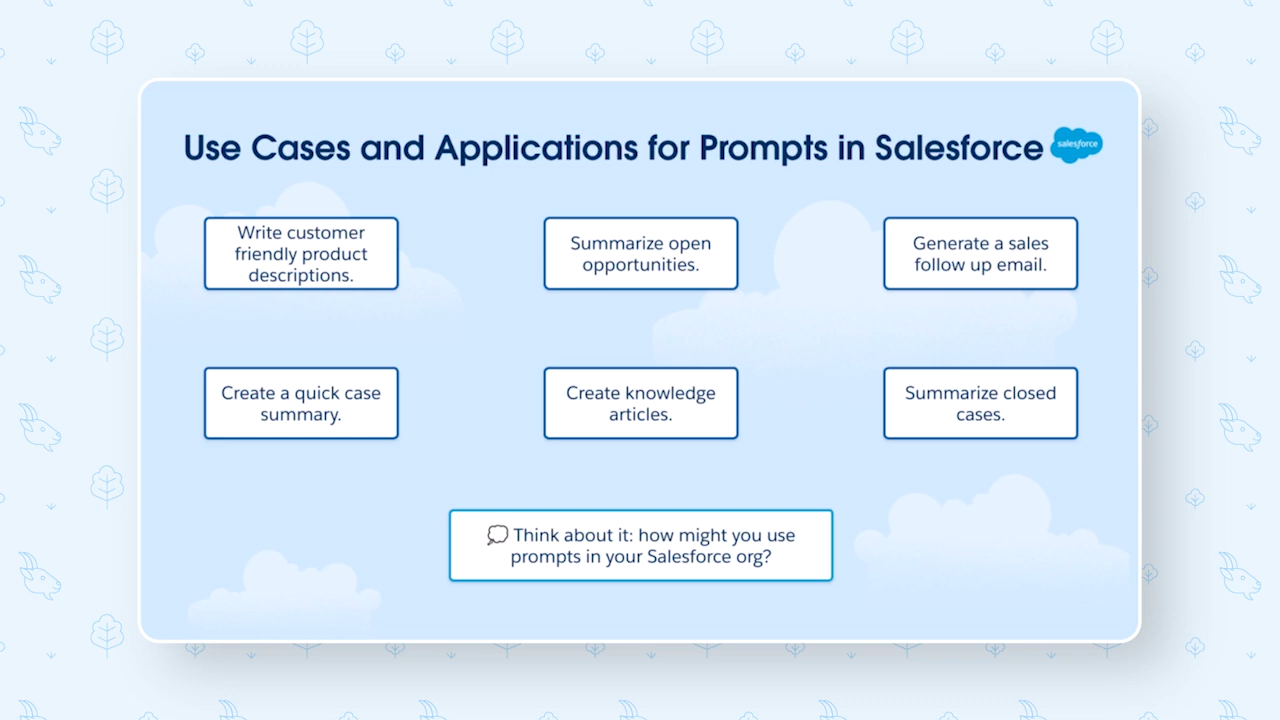 Use Cases and Applications for Prompts in Salesforce
salesforce
Write customer
friendly product
descriptions.
Summarize open
opportunities.
Generate a sales
follow up email.
Create a quick case
summary.
Create knowledge
articles.
Summarize closed
cases.
💭 Think about it: how might you use
prompts in your Salesforce org?